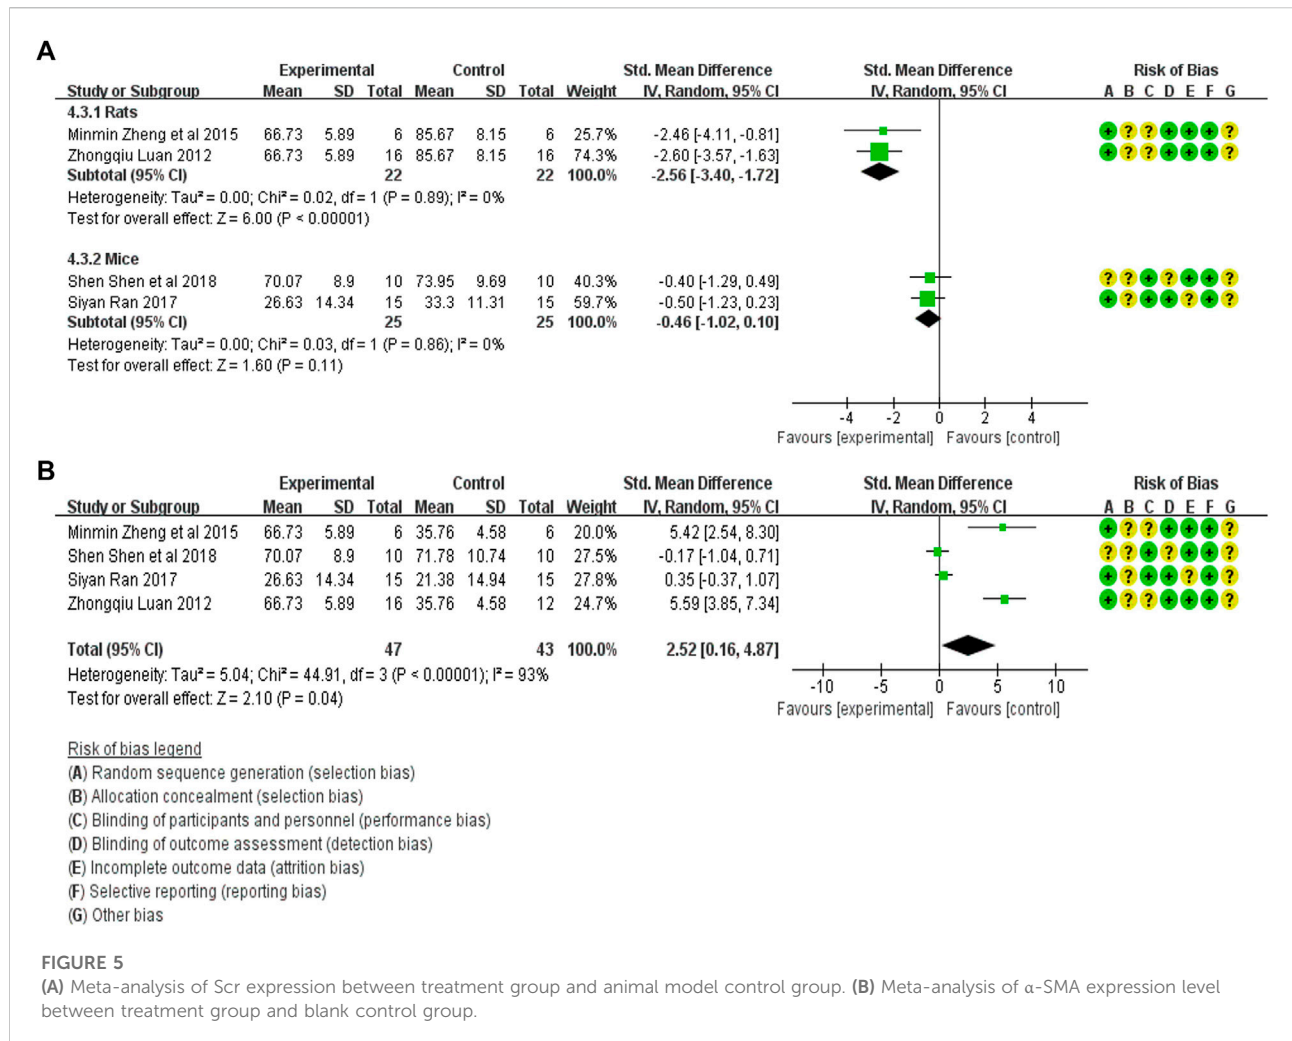 A
Experimental Control Std. Mean Difference Std. Mean Difference Risk of Bias
Study or Subgroup Mean SD Total Mean SD Total Weight IV, Random, 95% CI IV, Random, 95% CI A B C D E F G
4.3.1 Rats
Minmin Zheng et al 2015 66.73 5.89 6 85.67 8.15 6 25.7% -2.46 [-4.11, -0.81] + ? ? + + + ?
Zhongqiu Luan 2012 66.73 5.89 16 85.67 8.15 16 74.3% -2.60 [-3.57, -1.63] + ? ? + + + ?
Subtotal (95% CI) 22 22 100.0% -2.56 [-3.40, -1.72]
Heterogeneity: Tau² = 0.00; Chi² = 0.02, df = 1 (P = 0.89); I² = 0%
Test for overall effect: Z = 6.00 (P < 0.00001)
4.3.2 Mice
Shen Shen et al 2018 70.07 8.9 10 73.95 9.69 10 40.3% -0.40 [-1.29, 0.49] ? ? + ? + + ?
Siyan Ran 2017 26.63 14.34 15 33.3 11.31 15 59.7% -0.50 [-1.23, 0.23] + ? + + ? + ?
Subtotal (95% CI) 25 25 100.0% -0.46 [-1.02, 0.10]
Heterogeneity: Tau² = 0.00; Chi² = 0.03, df = 1 (P = 0.86); I² = 0%
Test for overall effect: Z = 1.60 (P = 0.11)
-4 -2 0 2 4
Favours [experimental] Favours [control]
B
Experimental Control Std. Mean Difference Std. Mean Difference Risk of Bias
Study or Subgroup Mean SD Total Mean SD Total Weight IV, Random, 95% CI IV, Random, 95% CI A B C D E F G
Minmin Zheng et al 2015 66.73 5.89 6 35.76 4.58 6 20.0% 5.42 [2.54, 8.30] + ? ? + + + ?
Shen Shen et al 2018 70.07 8.9 10 71.78 10.74 10 27.5% -0.17 [-1.04, 0.71] ? ? + ? + + ?
Siyan Ran 2017 26.63 14.34 15 21.38 14.94 15 27.8% 0.35 [-0.37, 1.07] + ? + + ? + ?
Zhongqiu Luan 2012 66.73 5.89 16 35.76 4.58 12 24.7% 5.59 [3.85, 7.34] + ? ? + + + ?
Total (95% CI) 47 43 100.0% 2.52 [0.16, 4.87]
Heterogeneity: Tau² = 5.04; Chi² = 44.91, df = 3 (P < 0.00001); I² = 93%
Test for overall effect: Z = 2.10 (P = 0.04)
-10 -5 0 5 10
Favours [experimental] Favours [control]
Risk of bias legend
(A) Random sequence generation (selection bias)
(B) Allocation concealment (selection bias)
(C) Blinding of participants and personnel (performance bias)
(D) Blinding of outcome assessment (detection bias)
(E) Incomplete outcome data (attrition bias)
(F) Selective reporting (reporting bias)
(G) Other bias
FIGURE 5
(A) Meta-analysis of Scr expression between treatment group and animal model control group. (B) Meta-analysis of α-SMA expression level
between treatment group and blank control group.